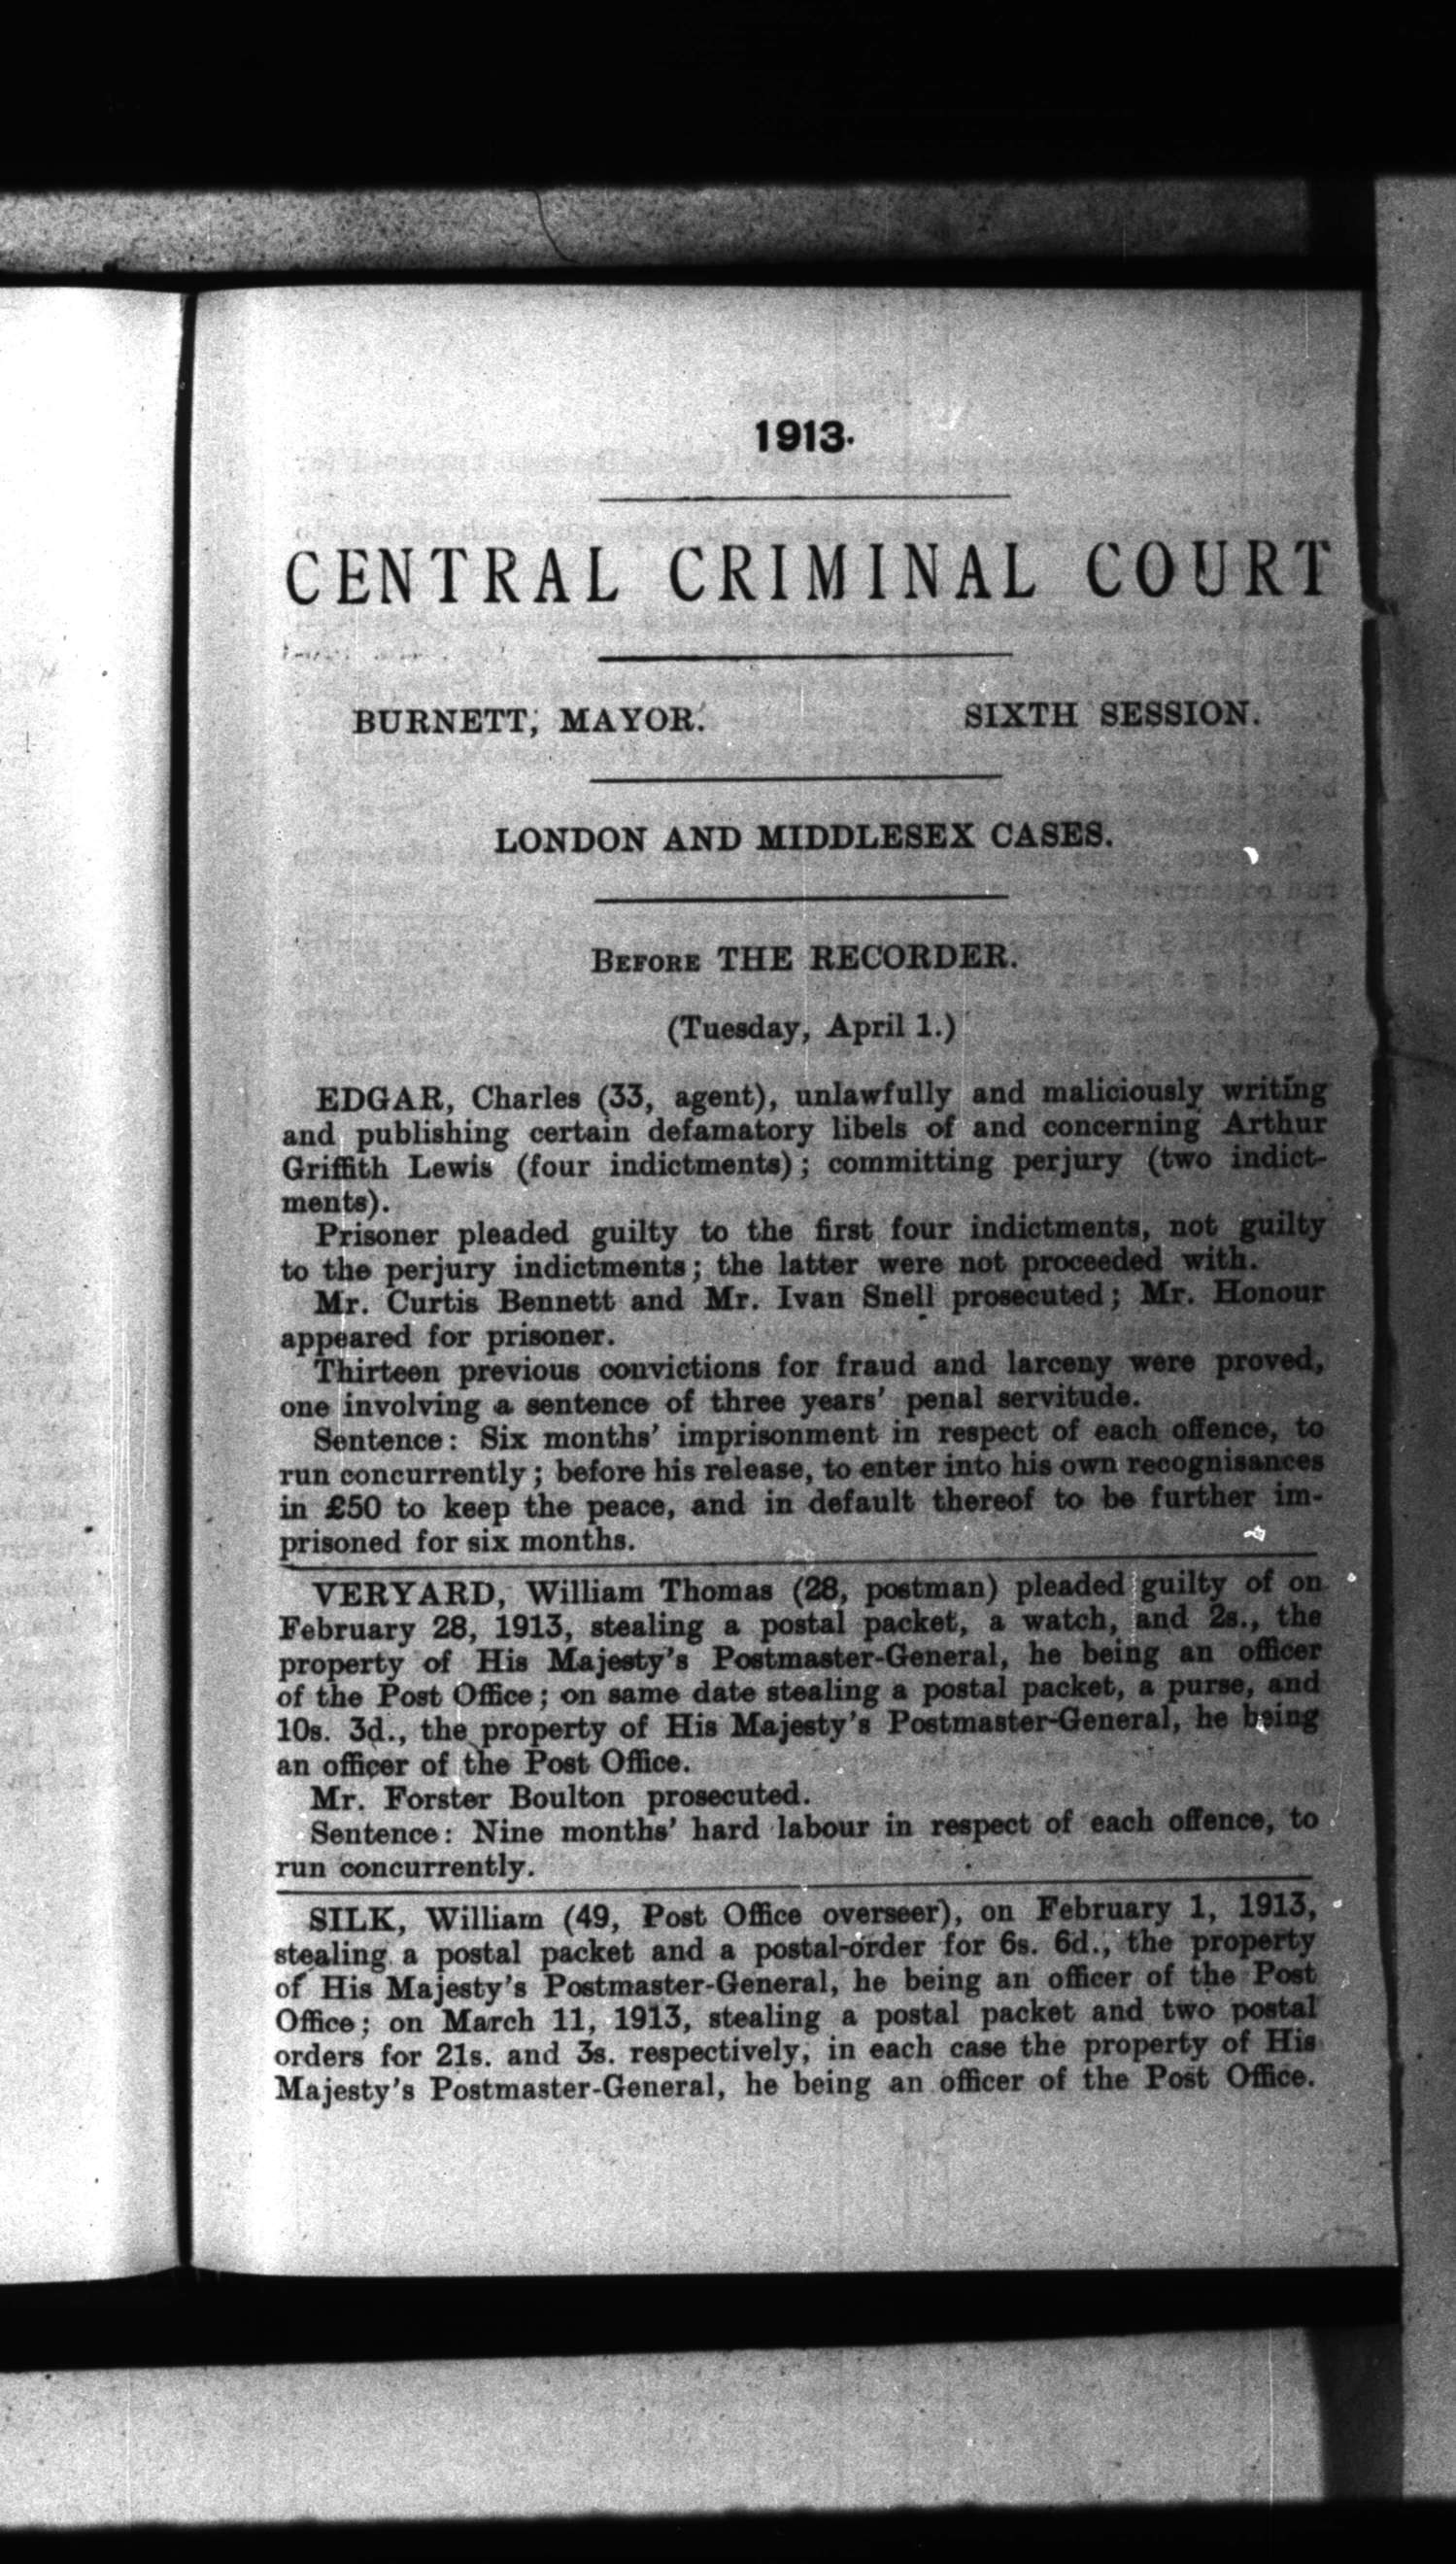 1913.
CENTRAL CRIMINAL COURT
BURNETT, MAYOR. SIXTH SESSION.
LONDON AND MIDDLESEX CASES.
BEFORE THE RECORDER.
(Tuesday, April 1.)
EDGAR, Charles (33, agent), unlawfully and maliciously writing
and publishing certain defamatory libels of and concerning Arthur
Griffith Lewis (four indictments); committing perjury (two indict-
ments).
Prisoner pleaded guilty to the first four indictments, not guilty
to the perjury indictments; the latter were not proceeded with.
Mr. Curtis Bennett and Mr. Ivan Snell prosecuted; Mr. Honour
appeared for prisoner.
Thirteen previous convictions for fraud and larceny were proved,
one involving a sentence of three years' penal servitude.
Sentence: Six months' imprisonment in respect of each offence, to
run concurrently; before his release, to enter into his own recognisances
in £50 to keep the peace, and in default thereof to be further im-
prisoned for six months.
VERYARD, William Thomas (28, postman) pleaded guilty of on
February 28, 1913, stealing a postal packet, a watch, and 2s., the
property of His Majesty's Postmaster-General, he being an officer
of the Post Office; on same date stealing a postal packet, a purse, and
10s. 3d., the property of His Majesty's Postmaster-General, he being
an officer of the Post Office.
Mr. Forster Boulton prosecuted.
Sentence: Nine months' hard labour in respect of each offence, to
run concurrently.
SILK, William (49, Post Office overseer), on February 1, 1913,
stealing a postal packet and a postal-order for 6s. 6d., the property
of His Majesty's Postmaster-General, he being an officer of the Post
Office; on March 11, 1913, stealing a postal packet and two postal
orders for 21s. and 3s. respectively, in each case the property of His
Majesty's Postmaster-General, he being an officer of the Post Office.